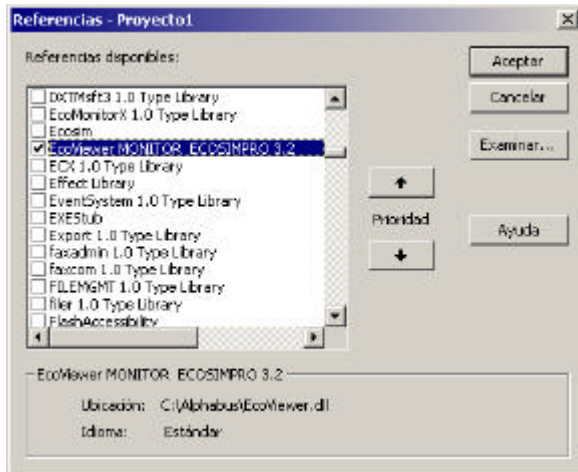 Referencias - Proyecto1
Referencias disponibles:
DXTMsft3 1.0 Type Library
EcoMonitorX 1.0 Type Library
Ecosim
EcoViewer MONITOR ECOSIMPRO 3.2
ECX 1.0 Type Library
Effect Library
EventSystem 1.0 Type Library
EXEStub
Export 1.0 Type Library
faxadmin 1.0 Type Library
faxcom 1.0 Type Library
FILEMGMT 1.0 Type Library
filer 1.0 Type Library
FlashAccessibility
Prioridad
Aceptar
Cancelar
Examinar...
Ayuda
EcoViewer MONITOR ECOSIMPRO 3.2
Ubicación: C:\Alphabus\EcoViewer.dll
Idioma: Estándar